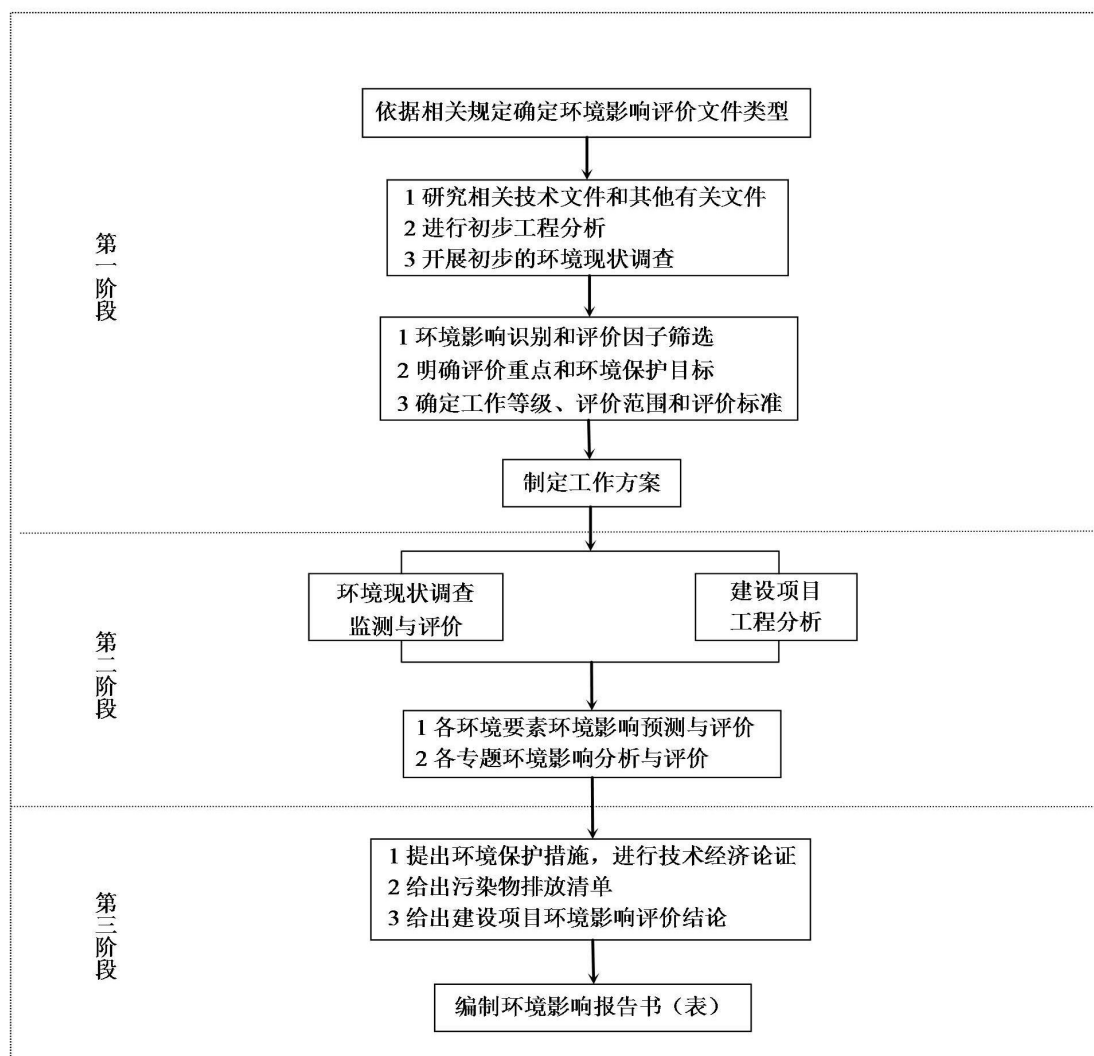 依据相关规定确定环境影响评价文件类型
1 研究相关技术文件和其他有关文件
2 进行初步工程分析
3 开展初步的环境现状调查
第一阶段
1 环境影响识别和评价因子筛选
2 明确评价重点和环境保护目标
3 确定工作等级、评价范围和评价标准
制定工作方案
环境现状调查
监测与评价
建设项目
工程分析
第二阶段
1 各环境要素环境影响预测与评价
2 各专题环境影响分析与评价
1 提出环境保护措施，进行技术经济论证
2 给出污染物排放清单
3 给出建设项目环境影响评价结论
第三阶段
编制环境影响报告书（表）